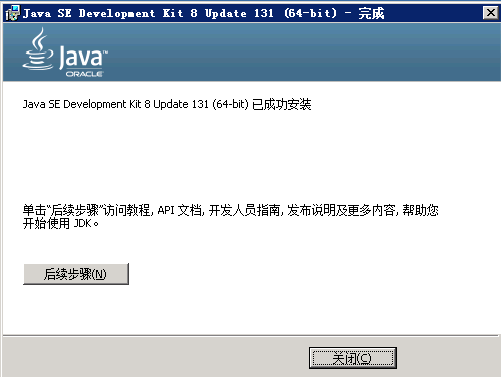 Java SE Development Kit 8 Update 131 (64-bit) - 完成
Java™
ORACLE
Java SE Development Kit 8 Update 131 (64-bit) 已成功安装
单击“后续步骤”访问教程, API 文档, 开发人员指南, 发布说明及更多内容, 帮助您
开始使用 JDK。
后续步骤(N)
关闭(C)